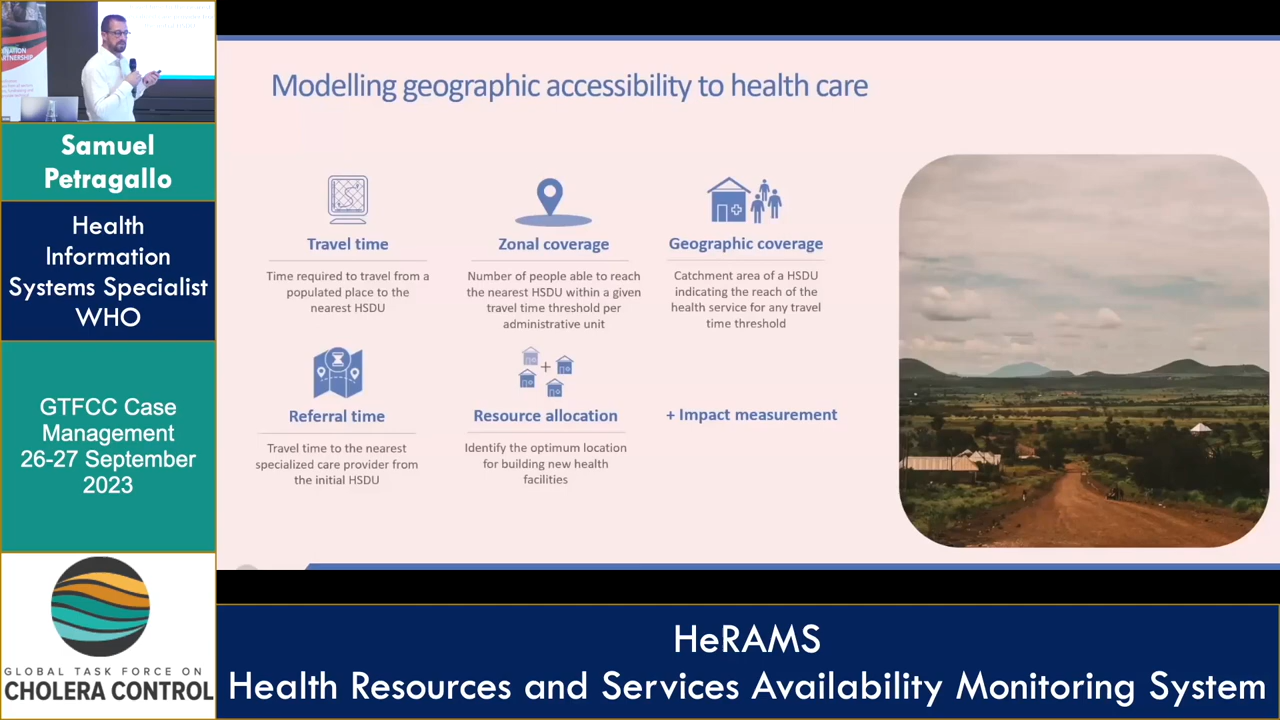 NATION
ARTNERSHIP
Samuel
Petragallo
Health
Information
Systems Specialist
WHO
GTFCC Case
Management
26-27 September
2023
GLOBAL TASK FORCE ON
CHOLERA CONTROL
Modelling geographic accessibility to health care
Travel time
Time required to travel from a
populated place to the
nearest HSDU
Zonal coverage
Number of people able to reach
the nearest HSDU within a given
travel time threshold per
administrative unit
Geographic coverage
Catchment area of a HSDU
indicating the reach of the
health service for any travel
time threshold
Referral time
Travel time to the nearest
specialized care provider from
the initial HSDU
Resource allocation
Identify the optimum location
for building new health
facilities
+ Impact measurement
HeRAMS
Health Resources and Services Availability Monitoring System